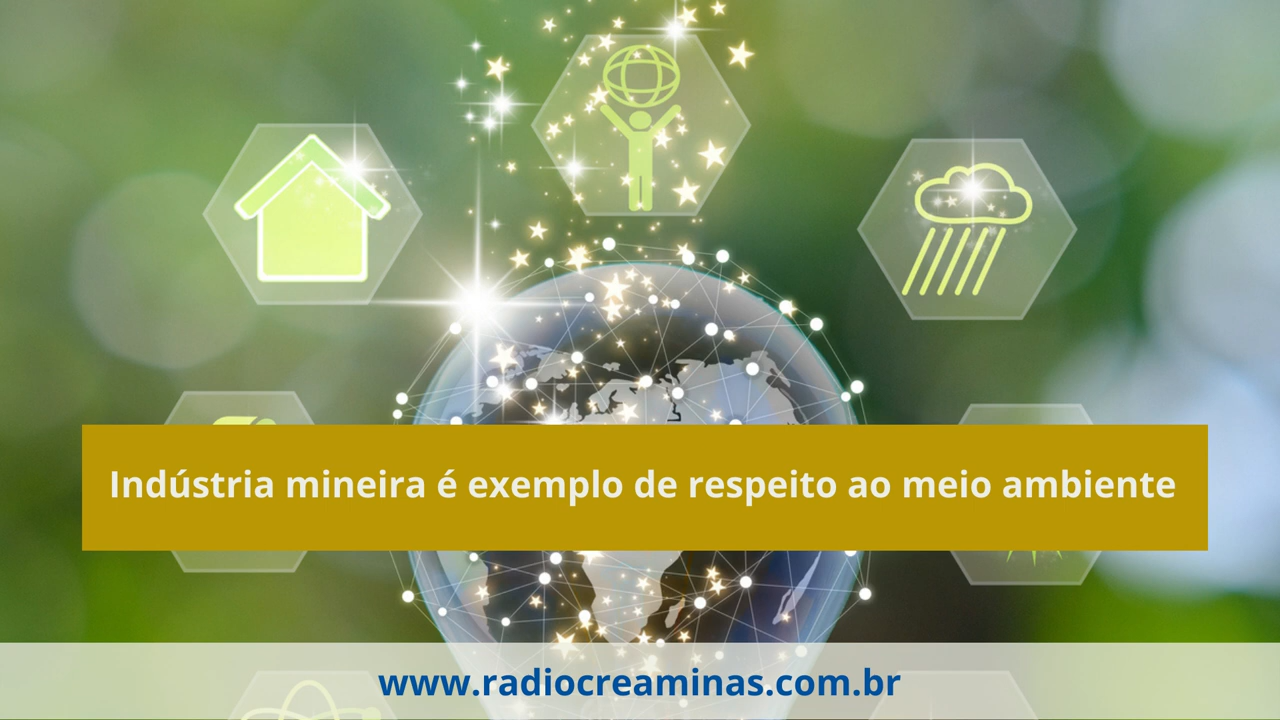 Indústria mineira é exemplo de respeito ao meio ambiente
www.radiocreaminas.com.br